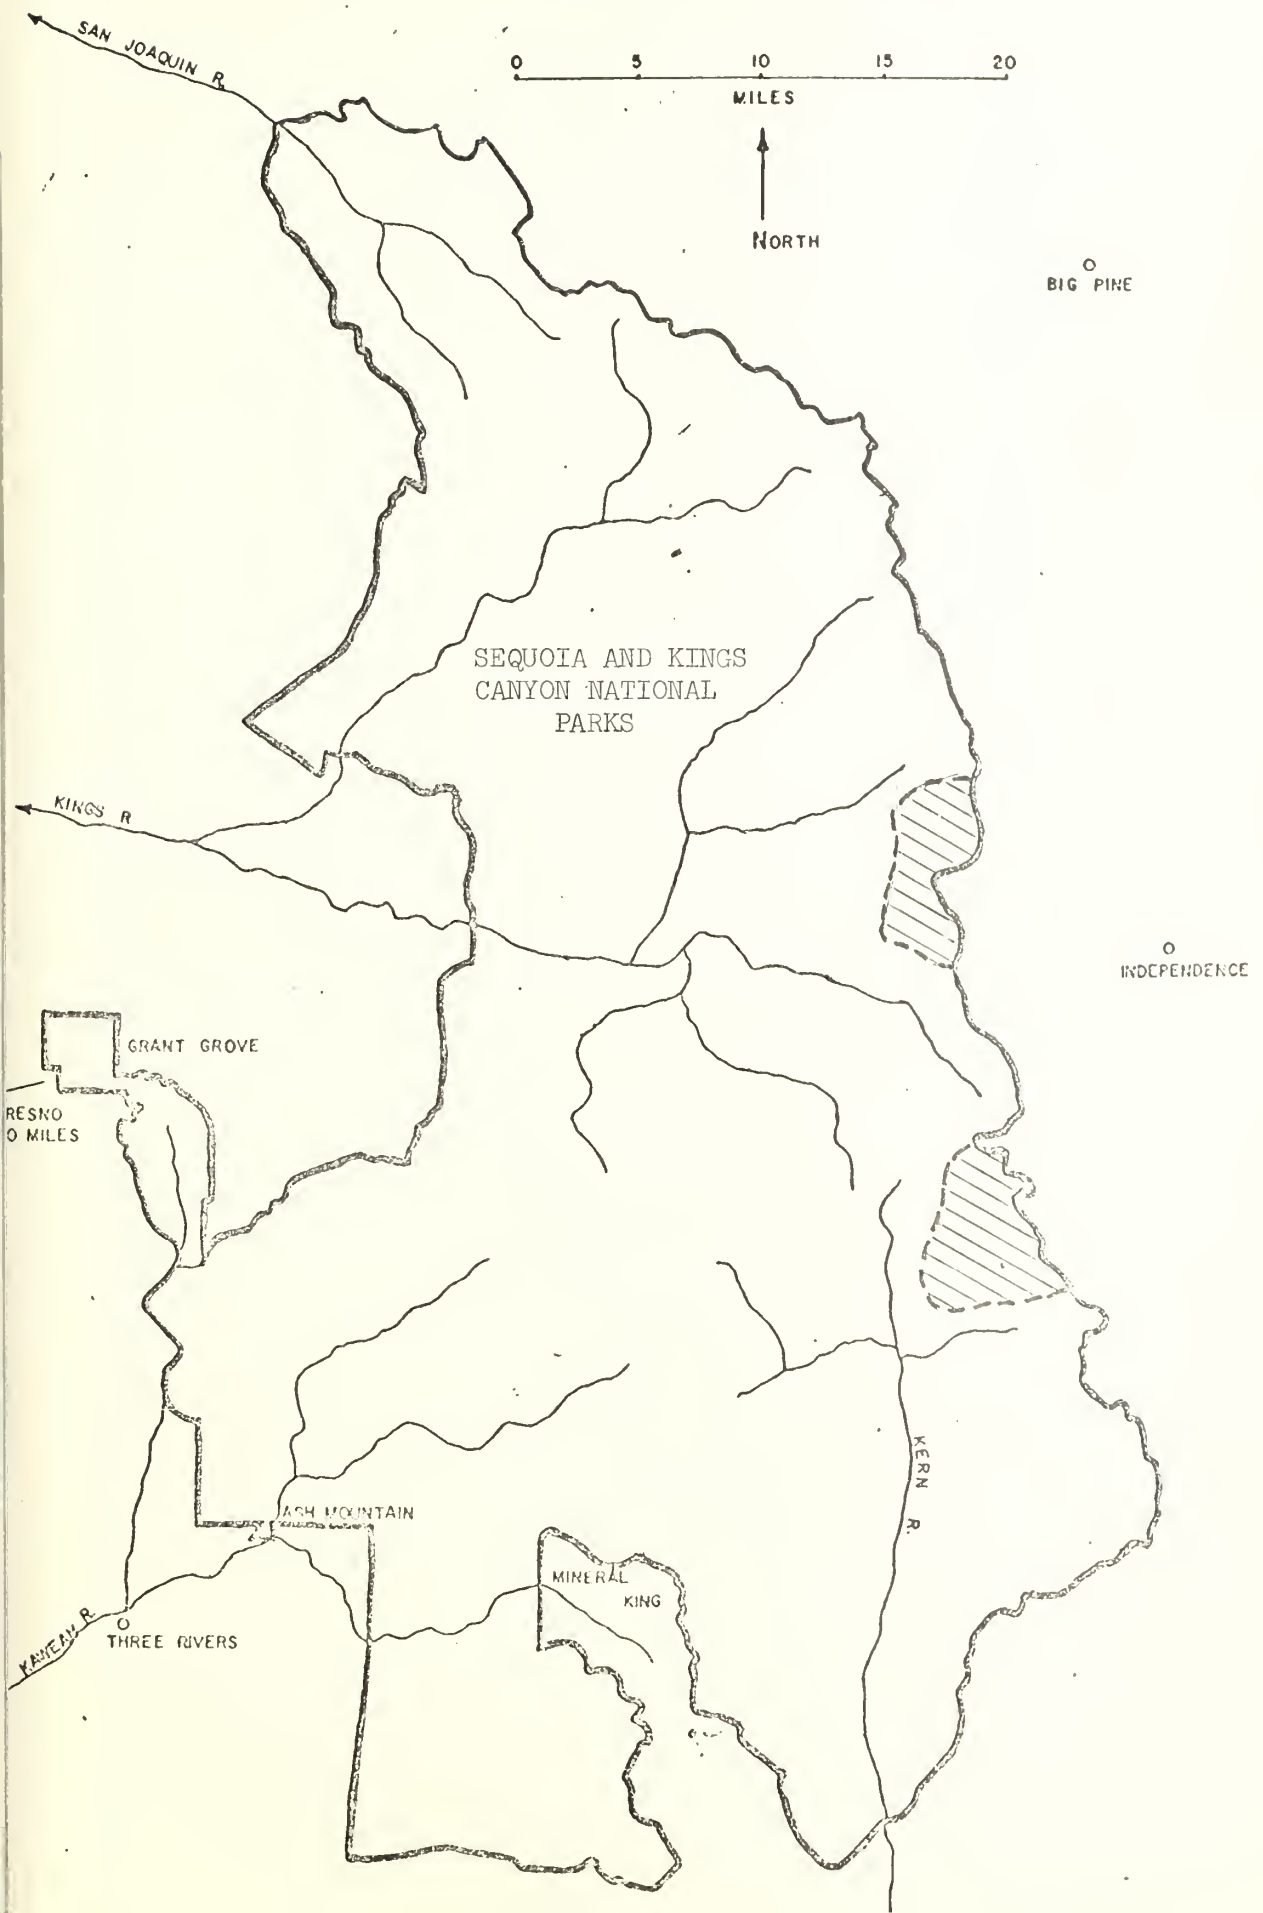 SAN JOAQUIN R.
0 5 10 15 20
MILES
NORTH
BIG PINE
SEQUOIA AND KINGS
CANYON NATIONAL
PARKS
KINGS R
INDEPENDENCE
GRANT GROVE
RESNO
0 MILES
KERN R.
ASH MOUNTAIN
MINERAL
KING
KAWEAH R.
THREE RIVERS